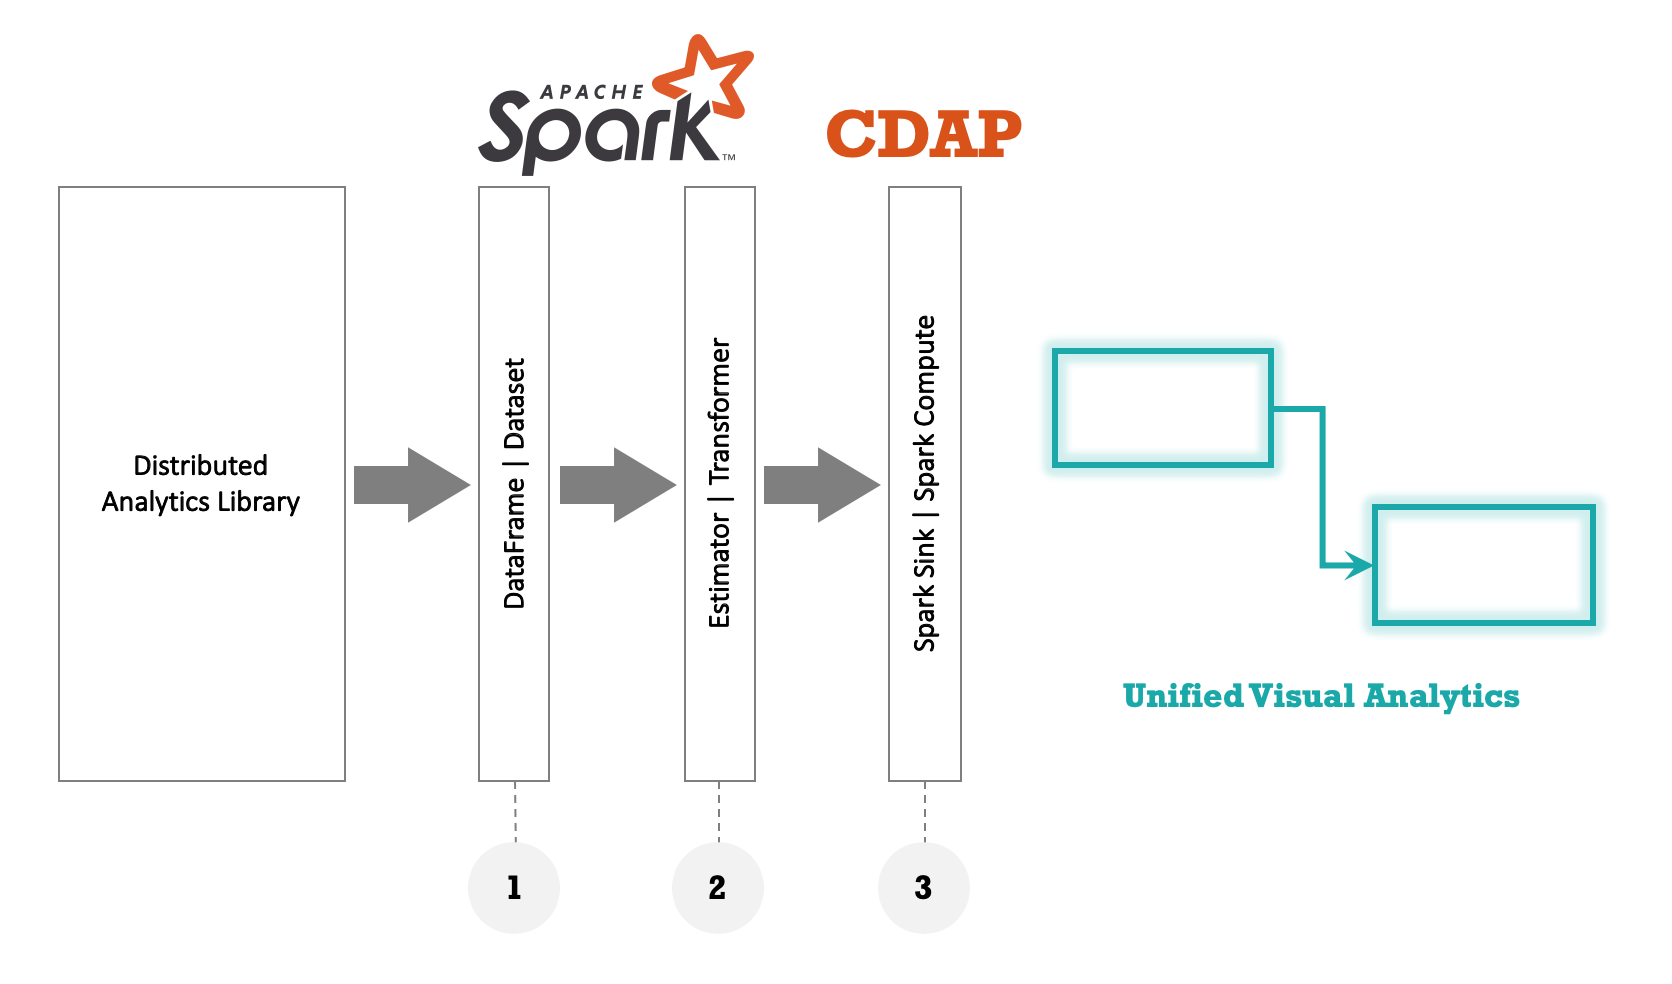 APACHE
Spark™
CDAP
Distributed
Analytics Library
DataFrame | Dataset
Estimator | Transformer
Spark Sink | Spark Compute
Unified Visual Analytics
1
2
3